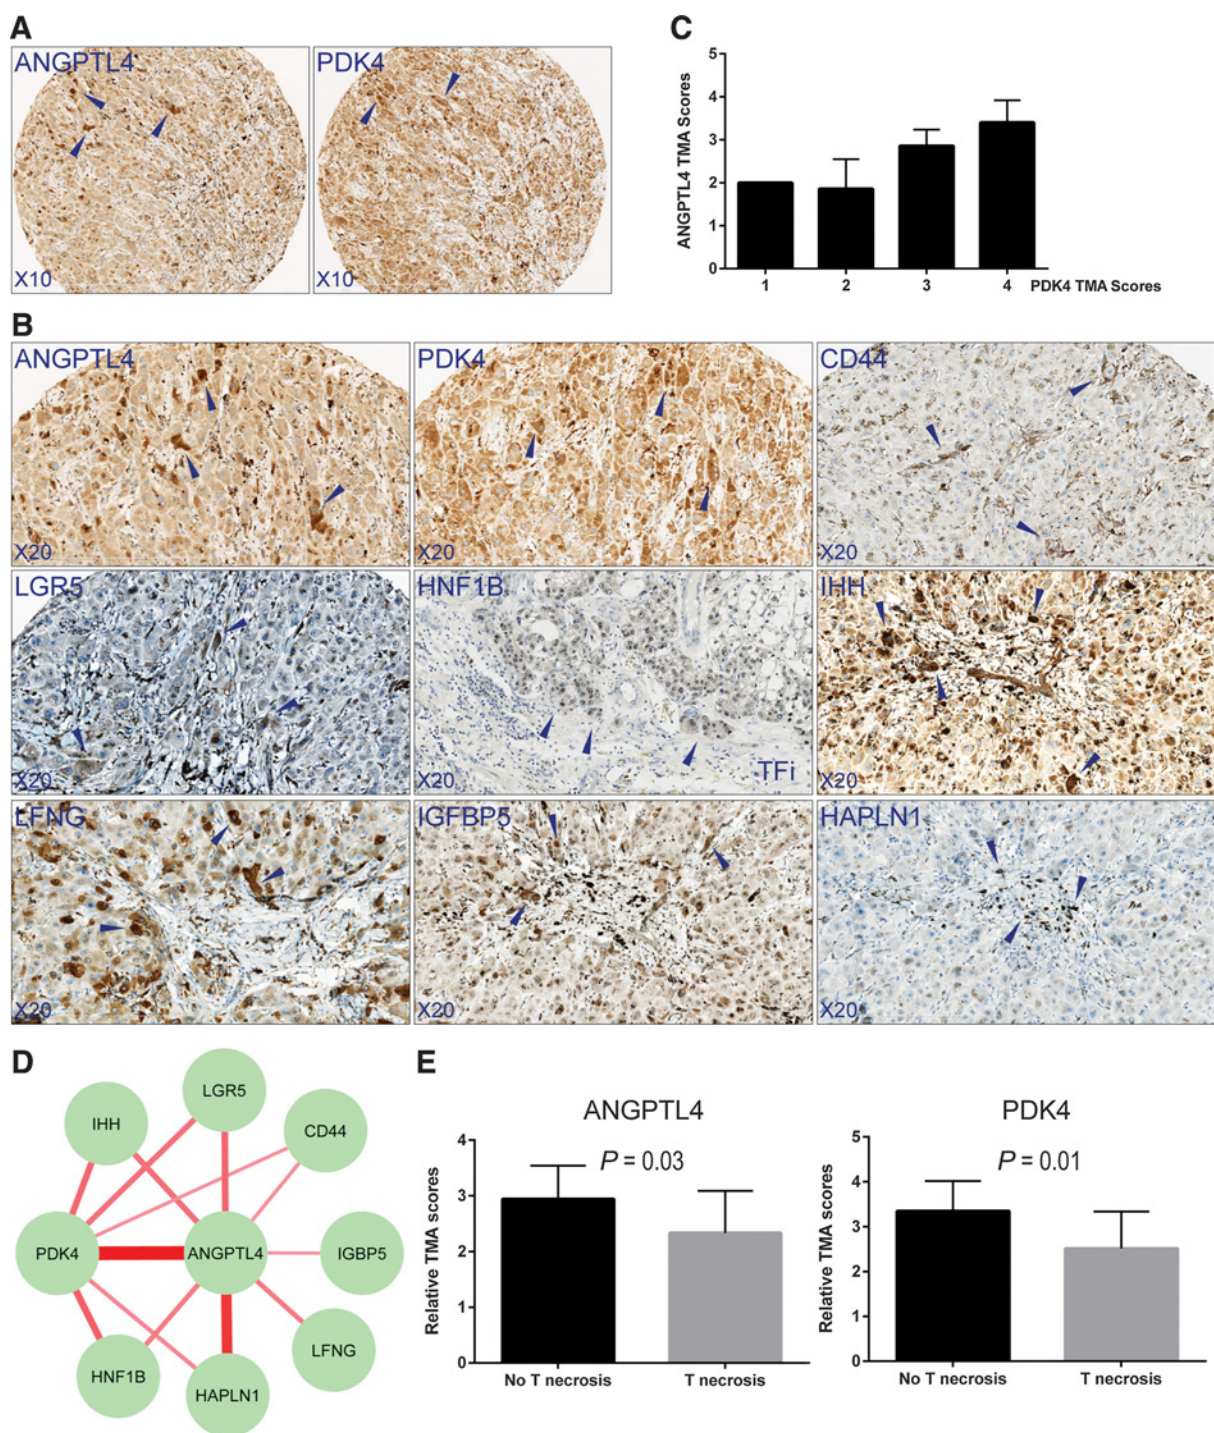 A
ANGPTL4
X10
PDK4
X10
C
ANGPTL4 TMA Scores
5
4
3
2
1
0
1 2 3 4 PDK4 TMA Scores
B
ANGPTL4
X20
PDK4
X20
CD44
X20
LGR5
X20
HNF1B
X20
TFi
IHH
X20
LFNG
X20
IGFBP5
X20
HAPLN1
X20
D
LGR5
IHH
CD44
PDK4
ANGPTL4
IGBP5
HNF1B
LFNG
HAPLN1
E
ANGPTL4
P = 0.03
Relative TMA scores
4
3
2
1
0
No T necrosis T necrosis
PDK4
P = 0.01
Relative TMA scores
5
4
3
2
1
0
No T necrosis T necrosis